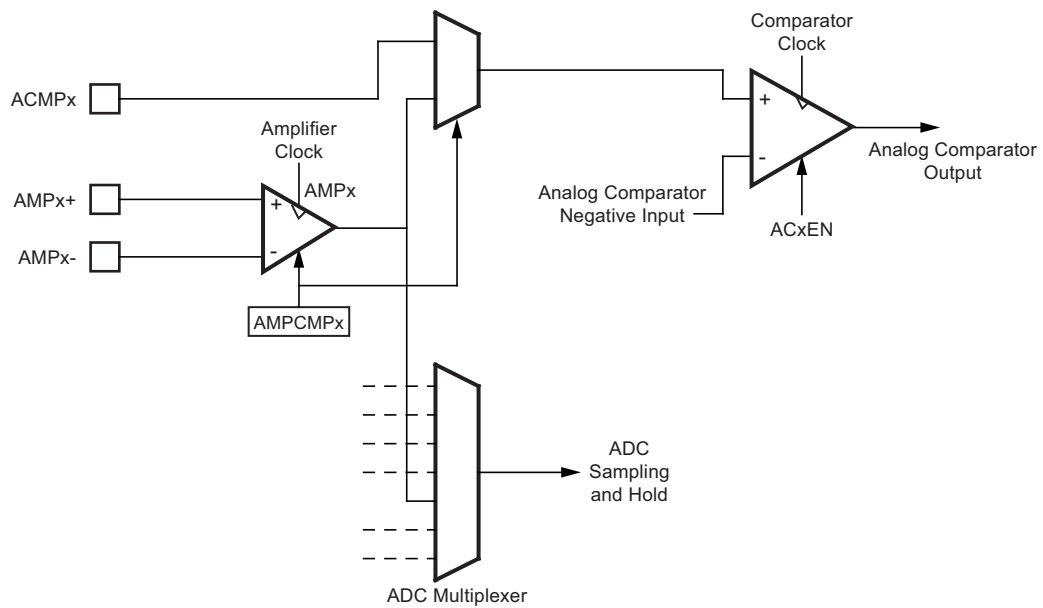 Comparator
Clock
ACMPx
+
-
Analog Comparator
Output
Amplifier
Clock
AMPx
AMPx+
AMPx-
+
-
Analog Comparator
Negative Input
ACxEN
AMPCMPx
ADC
Sampling
and Hold
ADC Multiplexer